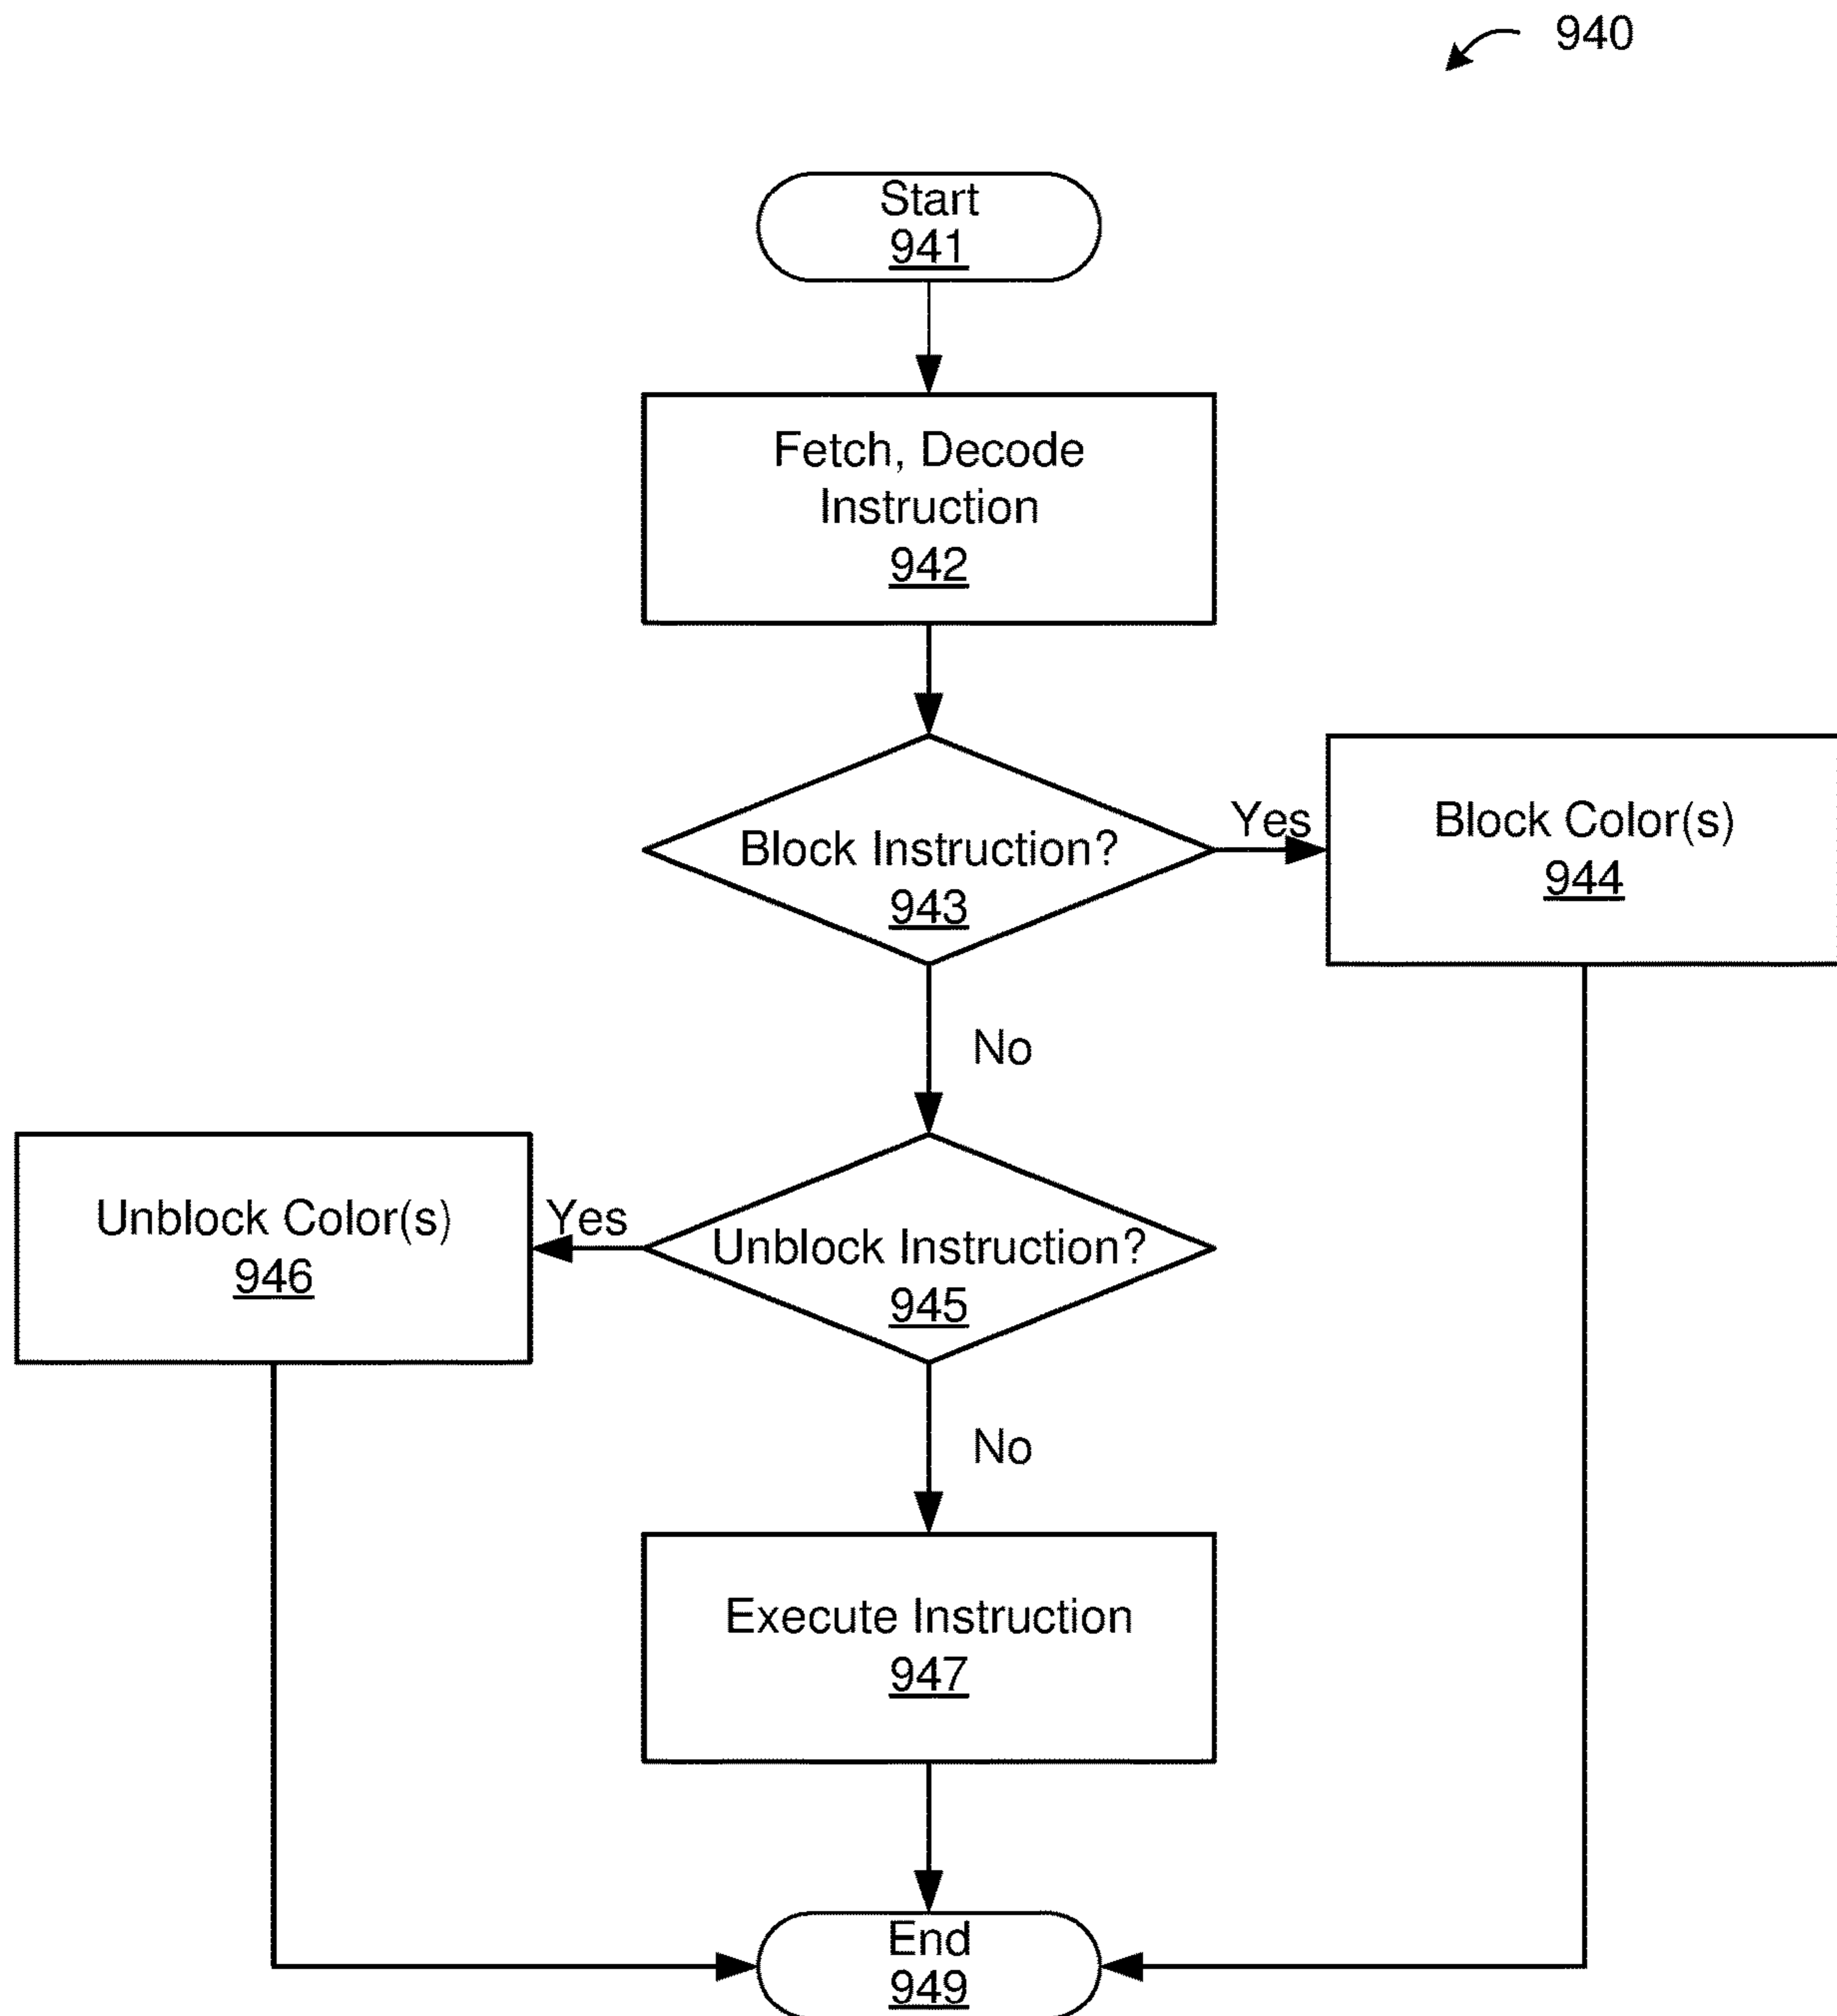 940
Start
941
Fetch, Decode
Instruction
942
Block Instruction?
943
Yes
Block Color(s)
944
No
Unblock Color(s)
946
Yes
Unblock Instruction?
945
No
Execute Instruction
947
End
949